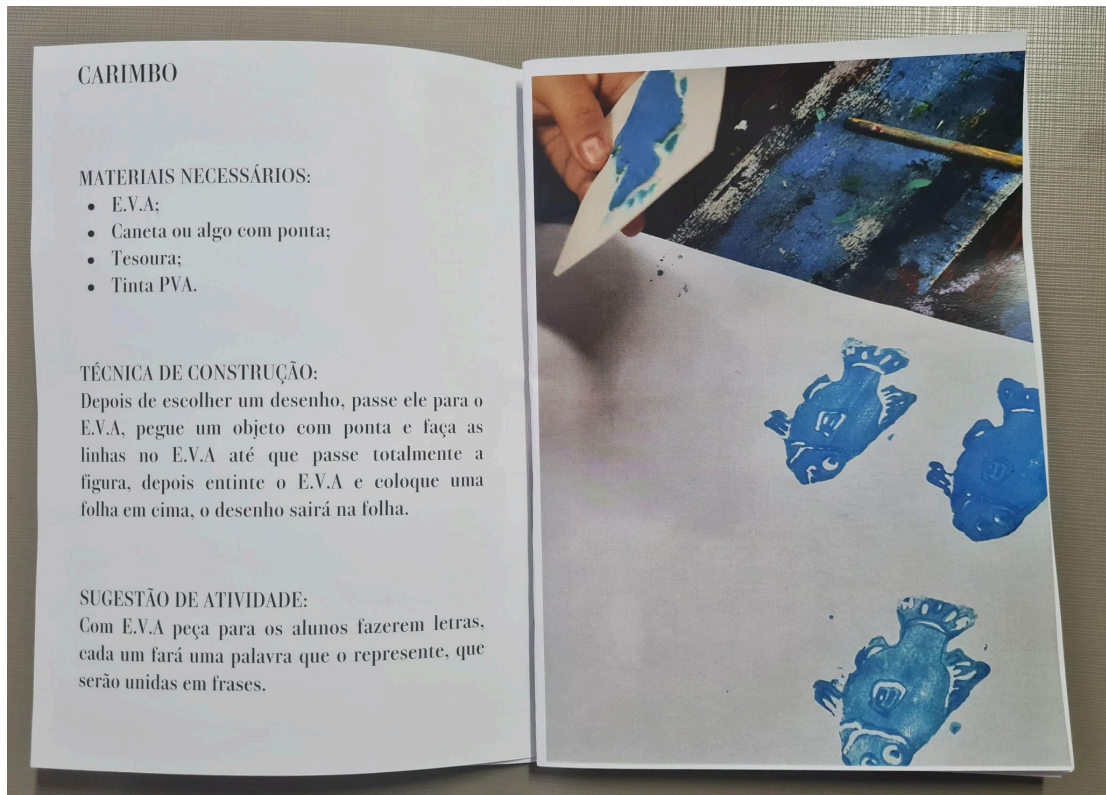 CARIMBO
MATERIAIS NECESSÁRIOS:
• E.V.A;
• Caneta ou algo com ponta;
• Tesoura;
• Tinta PVA.
TÉCNICA DE CONSTRUÇÃO:
Depois de escolher um desenho, passe ele para o
E.V.A, pegue um objeto com ponta e faça as
linhas no E.V.A até que passe totalmente a
figura, depois entinte o E.V.A e coloque uma
folha em cima, o desenho sairá na folha.
SUGESTÃO DE ATIVIDADE:
Com E.V.A peça para os alunos fazerem letras,
cada um fará uma palavra que o represente, que
serão unidas em frases.